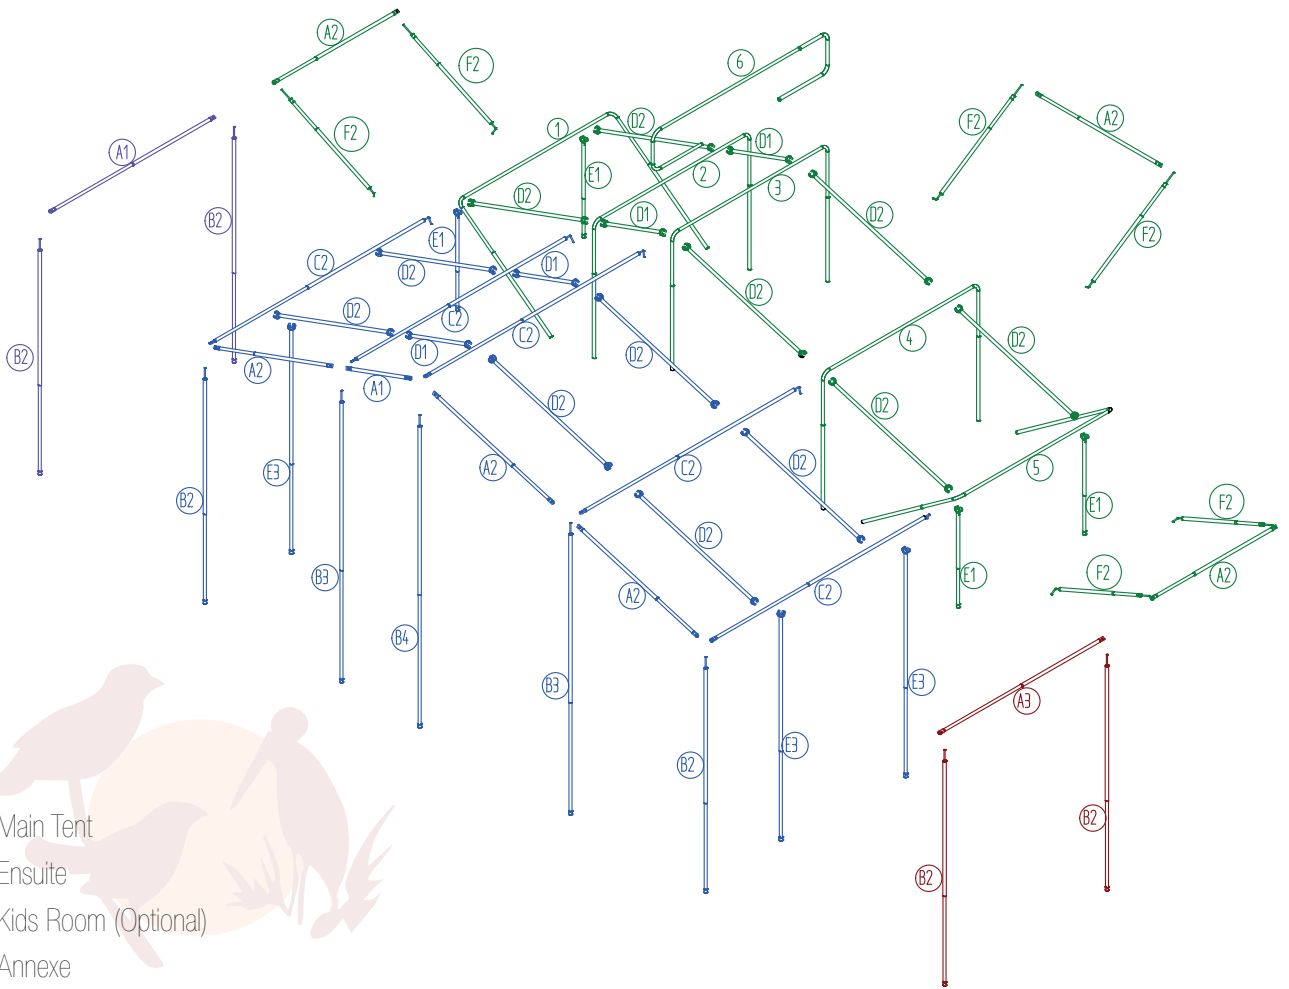 A2
F2
6
A2
F2
F2
A1
1
D2
D1
F2
E1
2
3
B2
D2
D1
D2
F2
E1
C2
D2
D1
D2
C2
C2
4
D2
B2
A2
D1
D2
A1
D2
D2
A2
C2
D2
5
E3
B2
D2
E1
F2
B3
A2
C2
E1
F2
A2
B4
B3
E3
A3
B2
E3
B2
B2
Main Tent
Ensuite
Kids Room (Optional)
Annexe